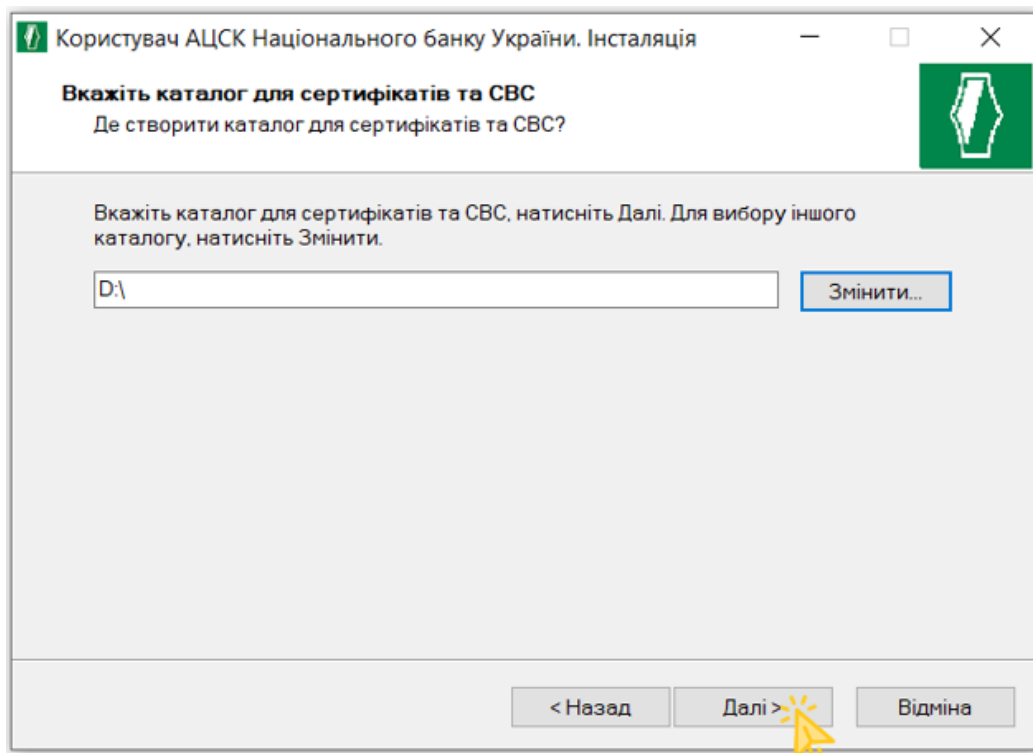 Користувач АЦСК Національного банку України. Інсталяція
Вкажіть каталог для сертифікатів та СВС
Де створити каталог для сертифікатів та СВС?
Вкажіть каталог для сертифікатів та СВС, натисніть Далі. Для вибору іншого
каталогу, натисніть Змінити.
D:\
Змінити...
< Назад
Далі >
Відміна